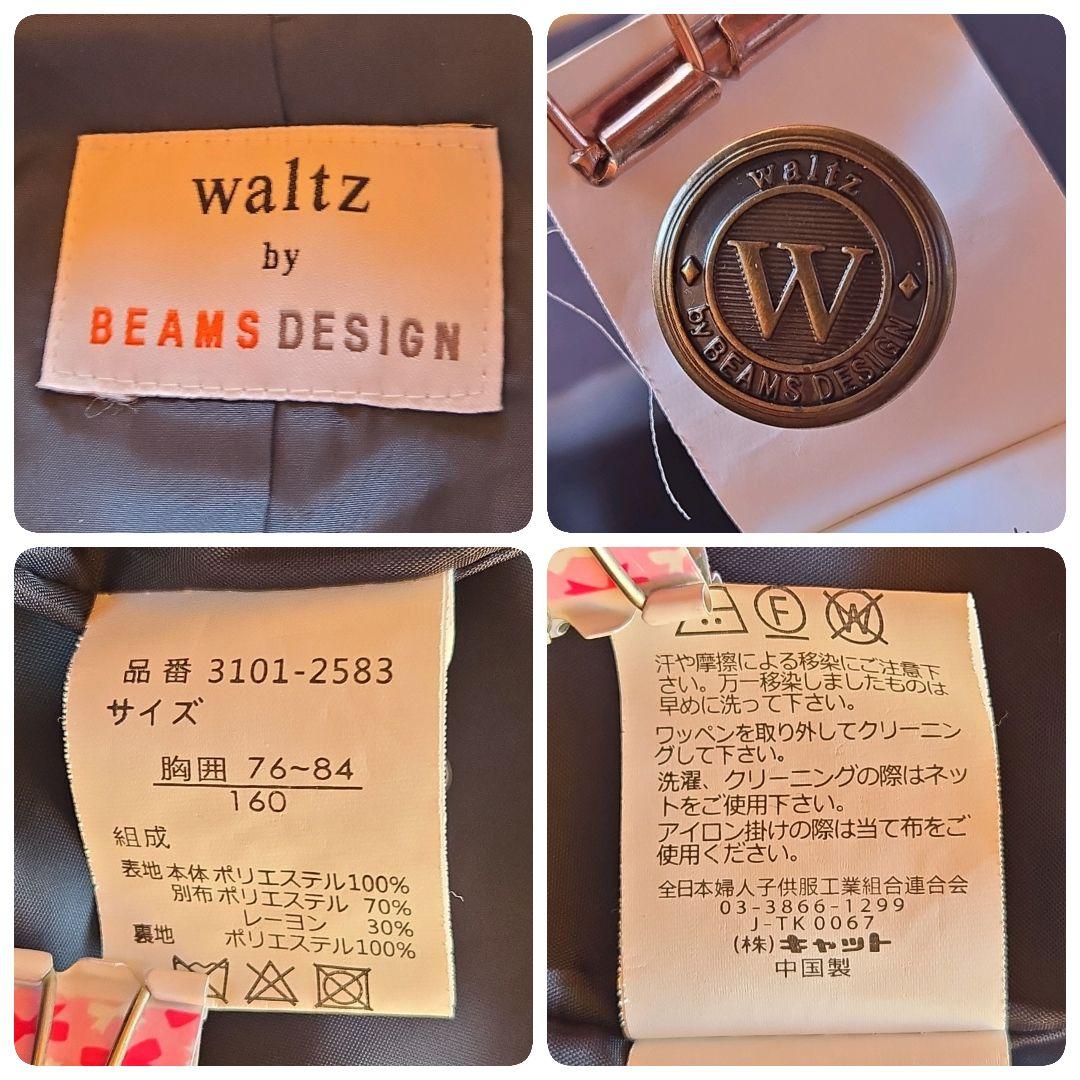 waltz
by
BEAMS DESIGN
waltz
W
by BEAMS DESIGN
品番 3101-2583
サイズ
胸囲 76~84
160
組成
表地 本体 ポリエステル100%
別布 ポリエステル 70%
レーヨン 30%
裏地 ポリエステル100%
F
W
汗や摩擦による移染にご注意下
さい。万一移染しましたものは
早めに洗って下さい。
ワッペンを取り外してクリーニン
グして下さい。
洗濯、クリーニングの際はネッ
トをご使用下さい。
アイロン掛けの際は当て布をご
使用ください。
全日本婦人子供服工業組合連合会
03-3866-1299
J-TK0067
(株)キャット
中国製